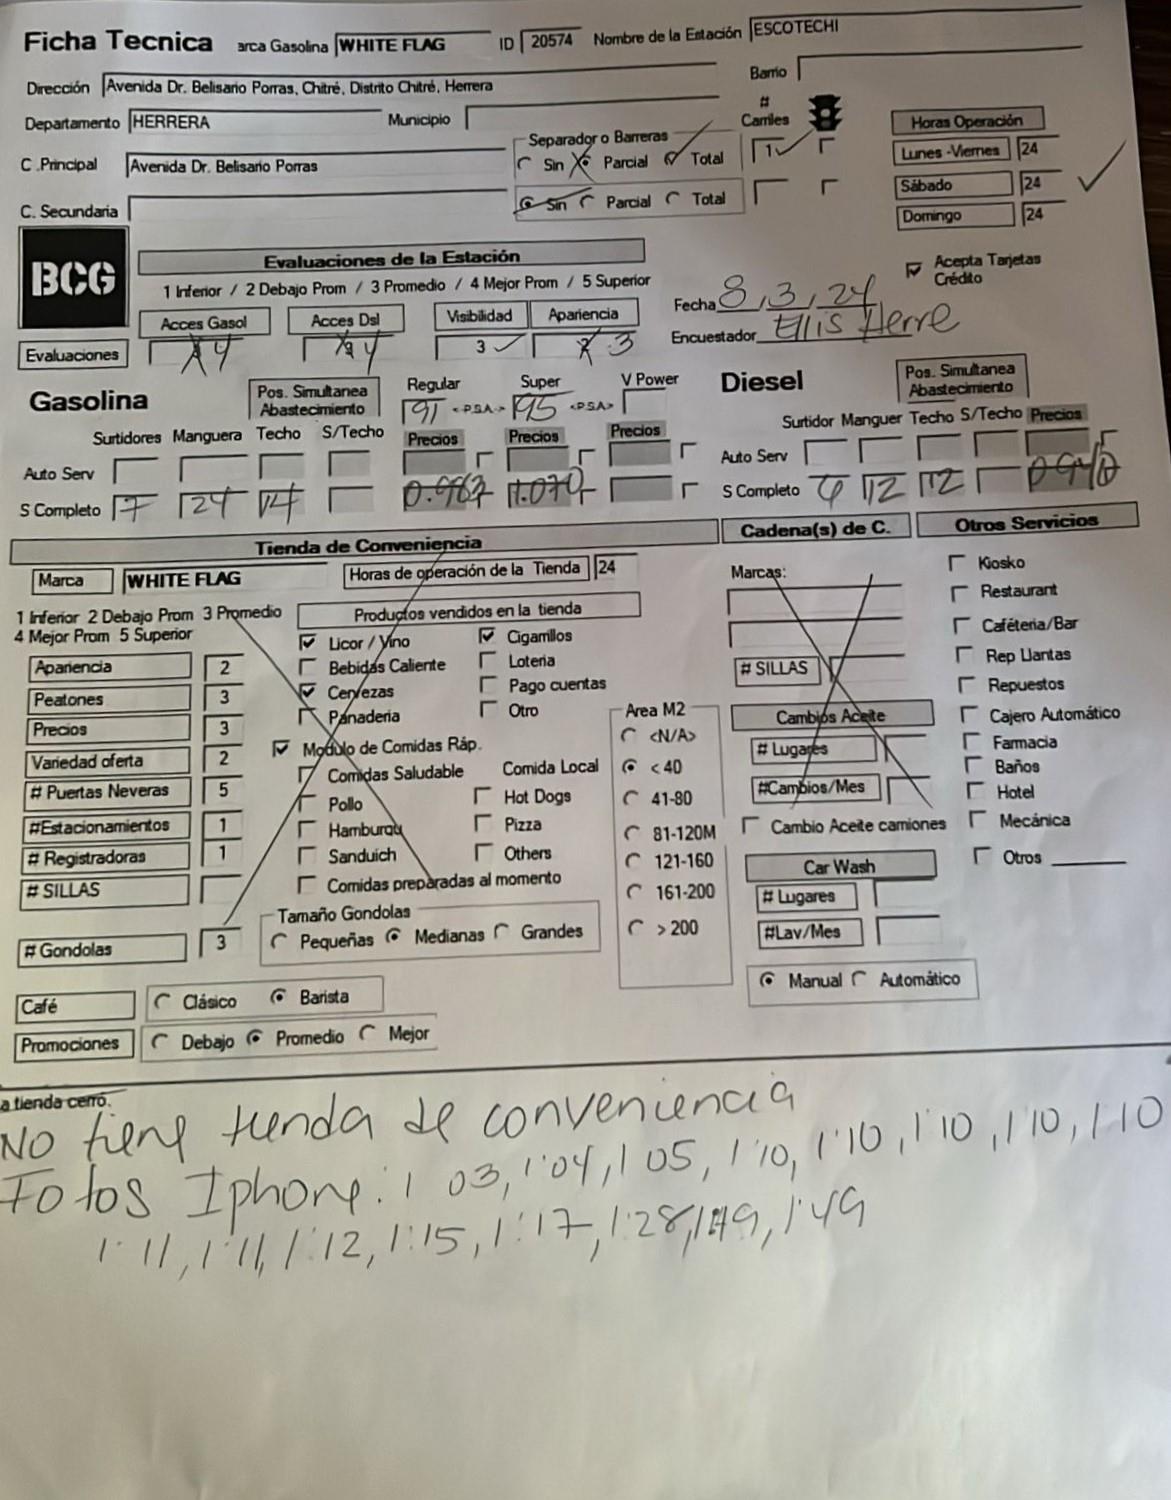 Ficha Tecnica arca Gasolina WHITE FLAG ID 20574 Nombre de la Estación ESCOTECHI
Dirección Avenida Dr. Belisario Porras, Chitré, Distrito Chitré, Herrera Barrio
Departamento HERRERA Municipio # Carriles Horas Operación
C .Principal Avenida Dr. Belisario Porras Separador o Barreras Sin Parcial Total 1 Lunes -Viernes 24
Sábado 24
C. Secundaria Sin Parcial Total Domingo 24
BCG
Evaluaciones de la Estación
1 Inferior / 2 Debajo Prom / 3 Promedio / 4 Mejor Prom / 5 Superior
Acepta Tarjetas Crédito
Fecha 8,3,24
Acces Gasol Acces Dsl Visibilidad Apariencia
Encuestador Ellis Herre
Evaluaciones 4 4 3 3
Gasolina Pos. Simultanea Abastecimiento Regular 91 <-P.S.A-> Super 95 <-P.S.A-> V Power
Diesel Pos. Simultanea Abastecimiento
Surtidores Manguera Techo S/Techo Precios Precios Precios
Surtidor Manguer Techo S/Techo Precios
Auto Serv
Auto Serv
S Completo 7 24 14 0.967 1.070
S Completo 6 12 12 0.940
Tienda de Conveniencia Cadena(s) de C. Otros Servicios
Marca WHITE FLAG Horas de operación de la Tienda 24
1 Inferior 2 Debajo Prom 3 Promedio
4 Mejor Prom 5 Superior
Apariencia 2
Peatones 3
Precios 3
Variedad oferta 2
# Puertas Neveras 5
#Estacionamientos 1
# Registradoras 1
# SILLAS
# Gondolas 3
Productos vendidos en la tienda
Licor / Vino Cigarrillos
Bebidas Caliente Loteria
Cervezas Pago cuentas
Panaderia Otro
Modulo de Comidas Ráp.
Comidas Saludable Comida Local
Pollo Hot Dogs
Hamburqu Pizza
Sanduich Others
Comidas preparadas al momento
Tamaño Gondolas
Pequeñas Medianas Grandes
Area M2
<N/A>
< 40
41-80
81-120M
121-160
161-200
> 200
Marcas:
# SILLAS
Cambios Aceite
# Lugares
#Cambios/Mes
Cambio Aceite camiones
Car Wash
# Lugares
#Lav/Mes
Manual Automático
Kiosko
Restaurant
Caféteria/Bar
Rep Llantas
Repuestos
Cajero Automático
Farmacia
Baños
Hotel
Mecánica
Otros
Café Clásico Barista
Promociones Debajo Promedio Mejor
a tienda cerró.
No tiene tienda de conveniencia
Fotos Iphone: 1 03, 1:04, 1 05, 1:10, 1:10, 1:10, 1:10, 1:10
1:11, 1:11, 1:12, 1:15, 1:17, 1:28, 1:49, 1:49